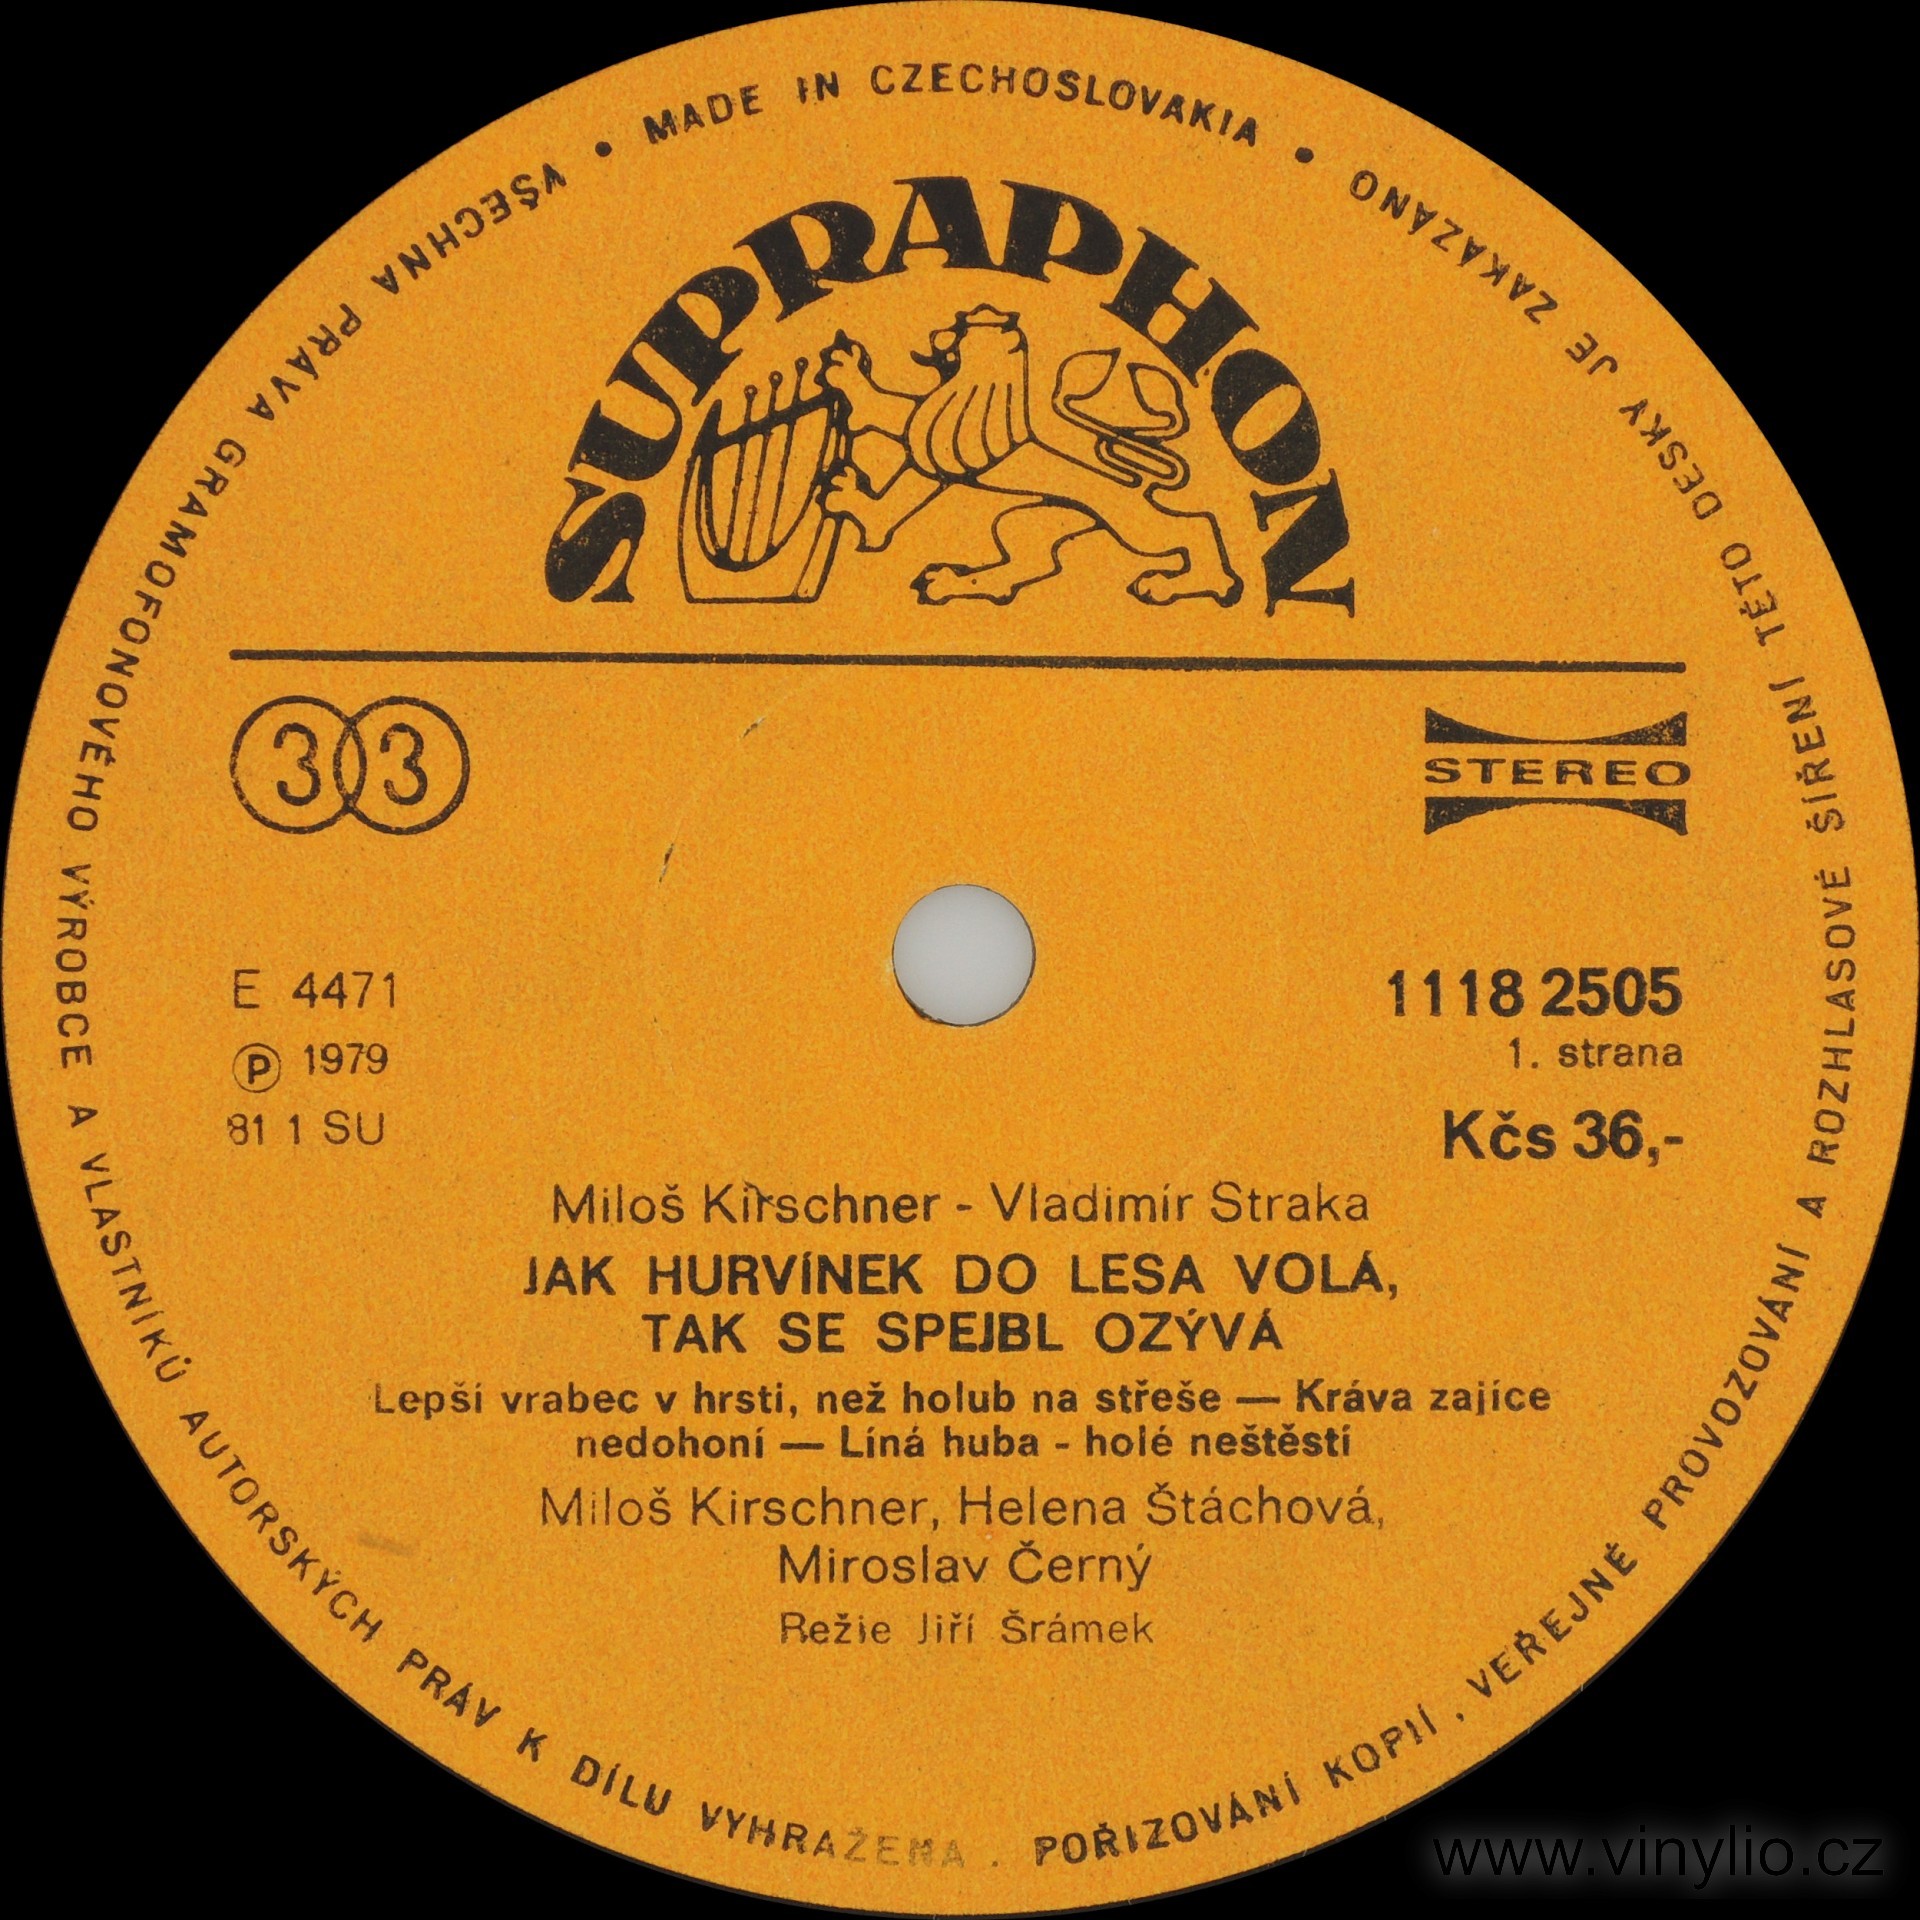 MADE IN CZECHOSLOVAKIA •
VŠECHNA PRÁVA GRAMOFONOVÉHO VÝROBCE A VLASTNÍKŮ AUTORSKÝCH PRÁV K DÍLU VYHRAŽENA . POŘIZOVÁNÍ KOPIÍ , VEŘEJNÉ PROVOZOVÁNÍ A ROZHLASOVÉ ŠÍŘENÍ TÉTO DESKY JE ZAKÁZÁNO •
SUPRAPHON
33
STEREO
E 4471
1118 2505
Ⓟ 1979
1. strana
81 1 SU
Kčs 36,-
Miloš Kirschner - Vladimír Straka
JAK HURVÍNEK DO LESA VOLÁ,
TAK SE SPEJBL OZÝVÁ
Lepší vrabec v hrsti, než holub na střeše — Kráva zajíce
nedohoní — Líná huba - holé neštěstí
Miloš Kirschner, Helena Štáchová,
Miroslav Černý
Režie Jiří Šrámek
www.vinylio.cz